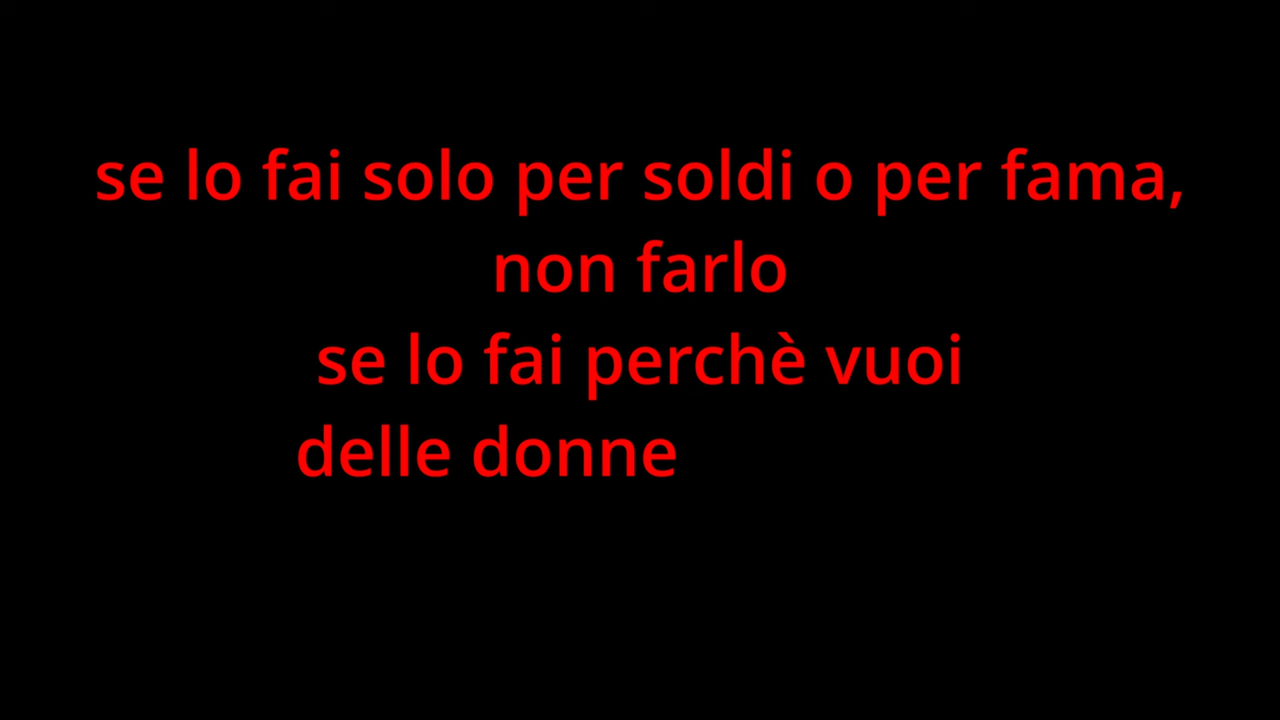 se lo fai solo per soldi o per fama,
non farlo
se lo fai perchè vuoi
delle donne